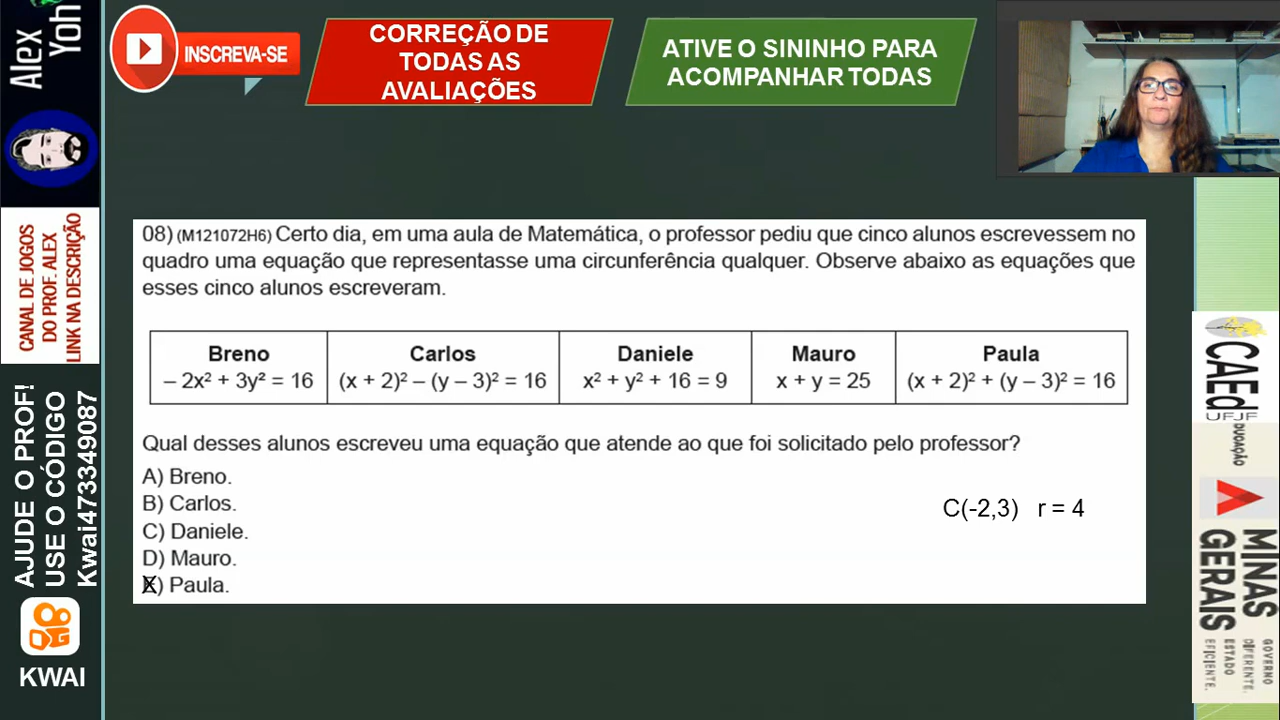 Alex
Yoh
INSCREVA-SE
CORREÇÃO DE
TODAS AS
AVALIAÇÕES
ATIVE O SININHO PARA
ACOMPANHAR TODAS
CANAL DE JOGOS
DO PROF. ALEX
LINK NA DESCRIÇÃO
AJUDE O PROF!
USE O CÓDIGO
Kwai473349087
KWAI
08) (M121072H6) Certo dia, em uma aula de Matemática, o professor pediu que cinco alunos escrevessem no
quadro uma equação que representasse uma circunferência qualquer. Observe abaixo as equações que
esses cinco alunos escreveram.
Breno
– 2x² + 3y² = 16
Carlos
(x + 2)² – (y – 3)² = 16
Daniele
x² + y² + 16 = 9
Mauro
x + y = 25
Paula
(x + 2)² + (y – 3)² = 16
Qual desses alunos escreveu uma equação que atende ao que foi solicitado pelo professor?
A) Breno.
B) Carlos.
C) Daniele.
D) Mauro.
E) Paula.
X
C(-2,3) r = 4
CAEd
UFJF
DUCAÇÃO
MINAS
GERAIS
GOVERNO
DIFERENTE.
ESTADO
EFICIENTE.